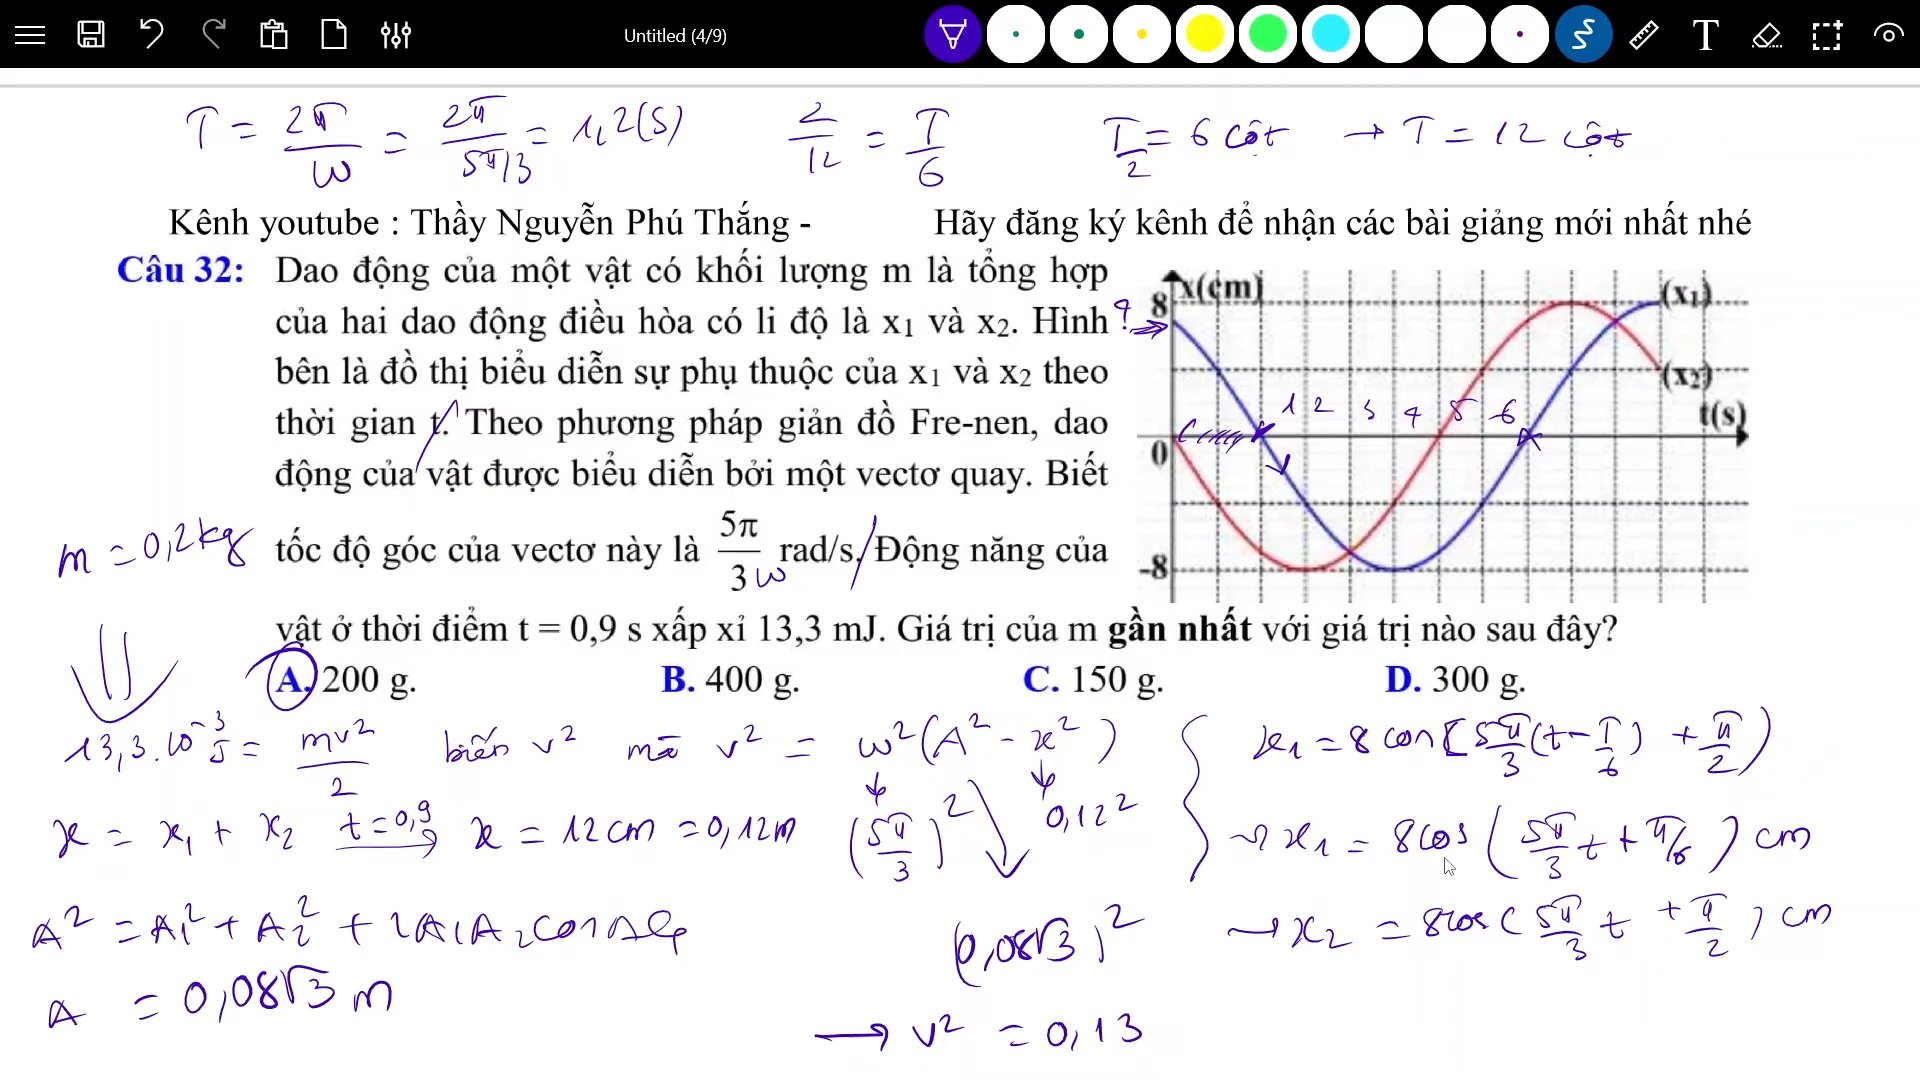 Untitled (4/9)
T = 2π/ω = 2π/5π/3 = 1,2(s) 2/12 = T/6 T/2 = 6 cột → T = 12 cột
Kênh youtube : Thầy Nguyễn Phú Thắng - Hãy đăng ký kênh để nhận các bài giảng mới nhất nhé
Câu 32: Dao động của một vật có khối lượng m là tổng hợp
của hai dao động điều hòa có li độ là x₁ và x₂. Hình
bên là đồ thị biểu diễn sự phụ thuộc của x₁ và x₂ theo
thời gian t. Theo phương pháp giản đồ Fre-nen, dao
động của vật được biểu diễn bởi một vectơ quay. Biết
tốc độ góc của vectơ này là 5π/3 rad/s. Động năng của
ω
vật ở thời điểm t = 0,9 s xấp xỉ 13,3 mJ. Giá trị của m gần nhất với giá trị nào sau đây?
A. 200 g. B. 400 g. C. 150 g. D. 300 g.
x(cm)
8
?
(x₁)
(x₂)
t(s)
1 2 3 4 5 6
0
-8
m = 0,2kg
13,3.10⁻³ J = mv²/2 biến v² mà v² = ω²(A² - x²)
x = x₁ + x₂ t=0,9 → x = 12cm = 0,12m (5π/3)² 0,12²
A² = A₁² + A₂² + 2A₁A₂cosΔφ (0,08√3)²
A = 0,08√3 m
→ v² = 0,13
x₁ = 8cos[5π/3(t - T/6) + π/2)
→ x₁ = 8cos(5π/3 t + π/6) cm
→ x₂ = 8cos(5π/3 t + π/2) cm